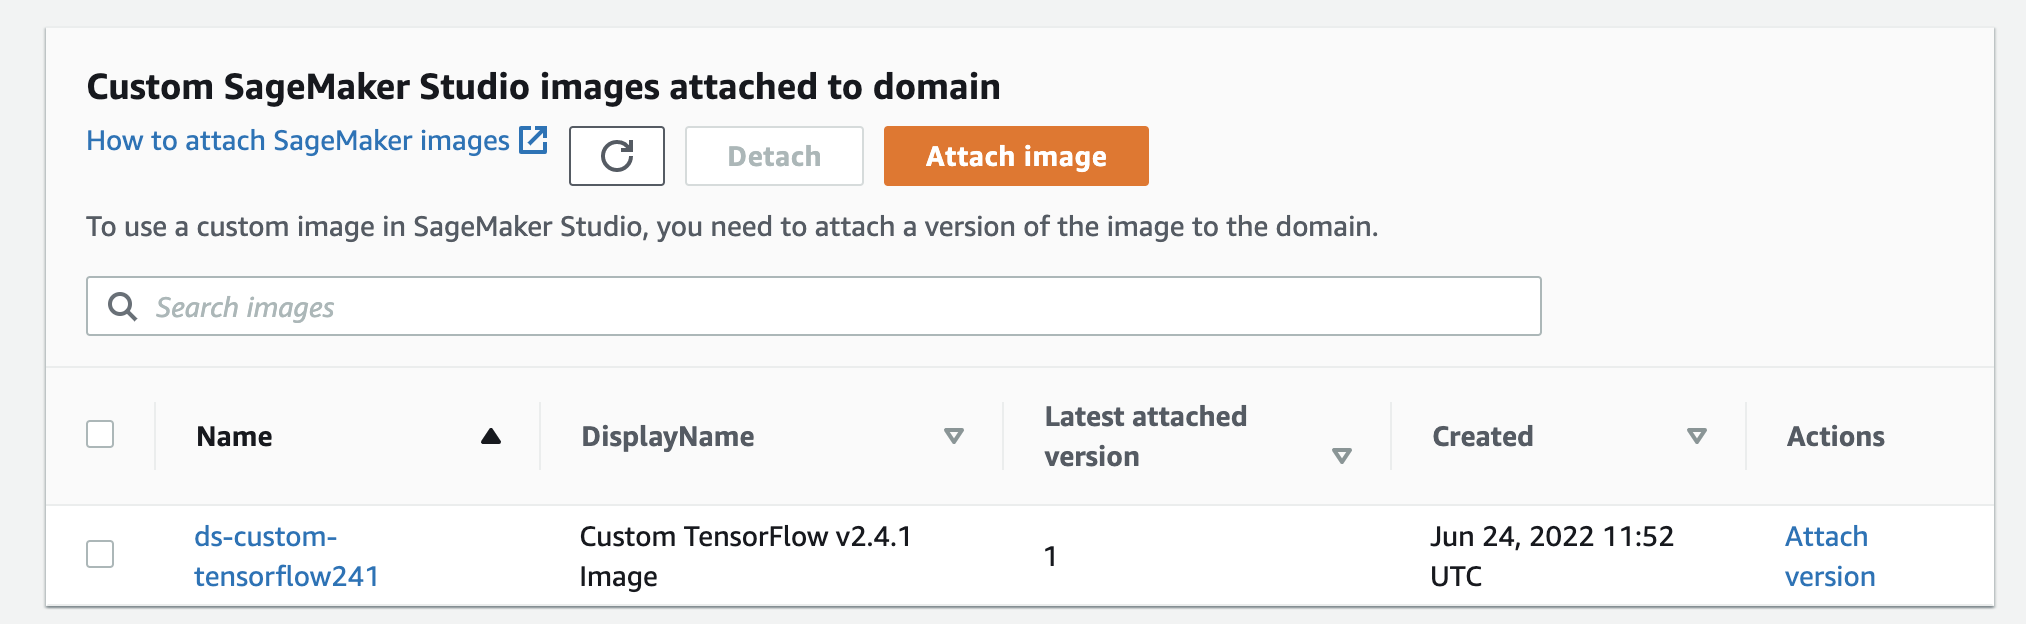 Custom SageMaker Studio images attached to domain
How to attach SageMaker images
Detach
Attach image
To use a custom image in SageMaker Studio, you need to attach a version of the image to the domain.
Search images
Name
DisplayName
Latest attached
version
Created
Actions
ds-custom-
tensorflow241
Custom TensorFlow v2.4.1
Image
1
Jun 24, 2022 11:52
UTC
Attach
version